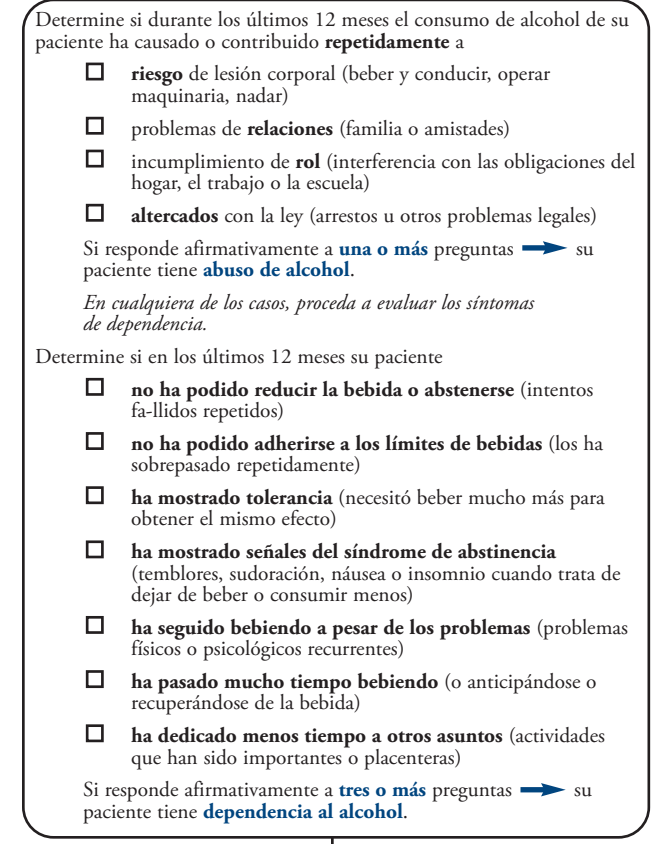 Determine si durante los últimos 12 meses el consumo de alcohol de su
paciente ha causado o contribuido repetidamente a
riesgo de lesión corporal (beber y conducir, operar
maquinaria, nadar)
problemas de relaciones (familia o amistades)
incumplimiento de rol (interferencia con las obligaciones del
hogar, el trabajo o la escuela)
altercados con la ley (arrestos u otros problemas legales)
Si responde afirmativamente a una o más preguntas su
paciente tiene abuso de alcohol.
En cualquiera de los casos, proceda a evaluar los síntomas
de dependencia.
Determine si en los últimos 12 meses su paciente
no ha podido reducir la bebida o abstenerse (intentos
fa-llidos repetidos)
no ha podido adherirse a los límites de bebidas (los ha
sobrepasado repetidamente)
ha mostrado tolerancia (necesitó beber mucho más para
obtener el mismo efecto)
ha mostrado señales del síndrome de abstinencia
(temblores, sudoración, náusea o insomnio cuando trata de
dejar de beber o consumir menos)
ha seguido bebiendo a pesar de los problemas (problemas
físicos o psicológicos recurrentes)
ha pasado mucho tiempo bebiendo (o anticipándose o
recuperándose de la bebida)
ha dedicado menos tiempo a otros asuntos (actividades
que han sido importantes o placenteras)
Si responde afirmativamente a tres o más preguntas su
paciente tiene dependencia al alcohol.